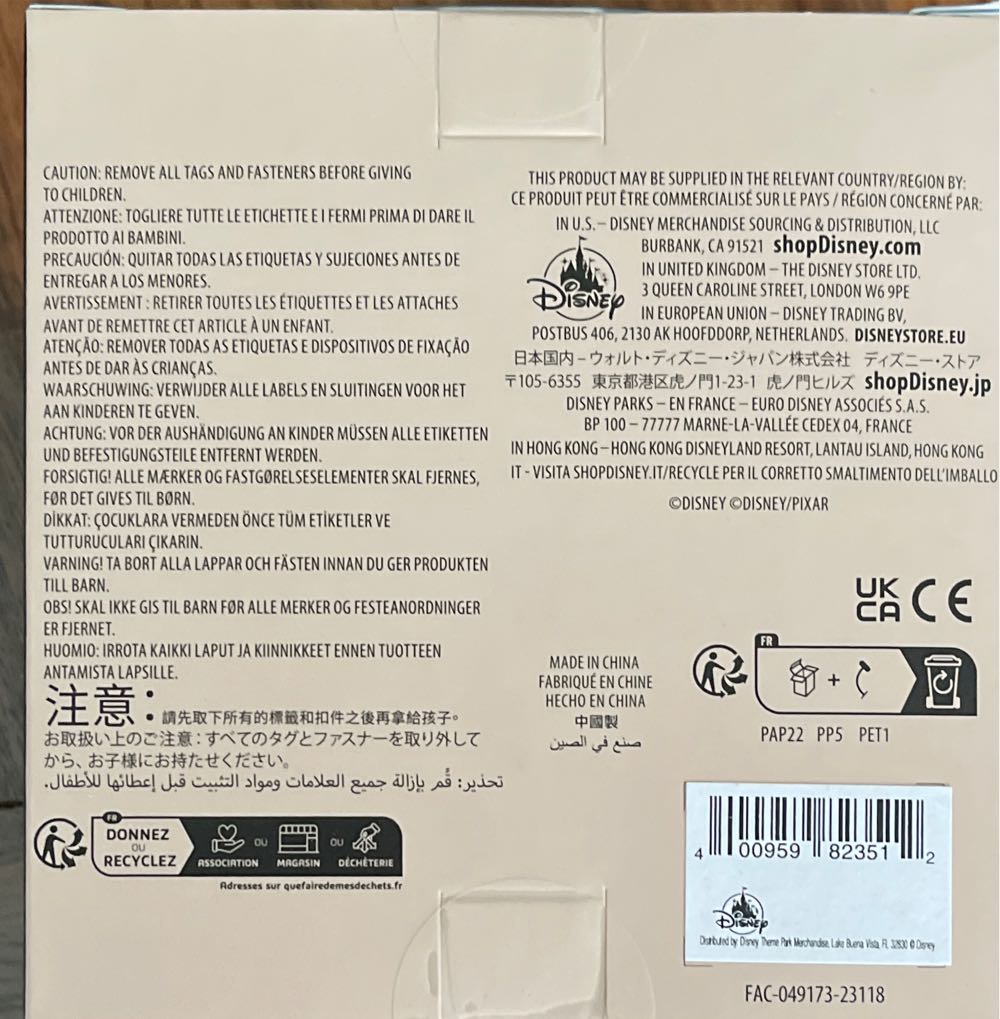 CAUTION: REMOVE ALL TAGS AND FASTENERS BEFORE GIVING
TO CHILDREN.
ATTENZIONE: TOGLIERE TUTTE LE ETICHETTE E I FERMI PRIMA DI DARE IL
PRODOTTO AI BAMBINI.
PRECAUCIÓN: QUITAR TODAS LAS ETIQUETAS Y SUJECIONES ANTES DE
ENTREGAR A LOS MENORES.
AVERTISSEMENT : RETIRER TOUTES LES ÉTIQUETTES ET LES ATTACHES
AVANT DE REMETTRE CET ARTICLE À UN ENFANT.
ATENÇÃO: REMOVER TODAS AS ETIQUETAS E DISPOSITIVOS DE FIXAÇÃO
ANTES DE DAR ÀS CRIANÇAS.
WAARSCHUWING: VERWIJDER ALLE LABELS EN SLUITINGEN VOOR HET
AAN KINDEREN TE GEVEN.
ACHTUNG: VOR DER AUSHÄNDIGUNG AN KINDER MÜSSEN ALLE ETIKETTEN
UND BEFESTIGUNGSTEILE ENTFERNT WERDEN.
FORSIGTIG! ALLE MÆRKER OG FASTGØRELSESELEMENTER SKAL FJERNES,
FØR DET GIVES TIL BØRN.
DİKKAT: ÇOCUKLARA VERMEDEN ÖNCE TÜM ETİKETLER VE
TUTTURUCULARI ÇIKARIN.
VARNING! TA BORT ALLA LAPPAR OCH FÄSTEN INNAN DU GER PRODUKTEN
TILL BARN.
OBS! SKAL IKKE GIS TIL BARN FØR ALLE MERKER OG FESTEANORDNINGER
ER FJERNET.
HUOMIO: IRROTA KAIKKI LAPUT JA KIINNIKKEET ENNEN TUOTTEEN
ANTAMISTA LAPSILLE.
注意：請先取下所有的標籤和扣件之後再拿給孩子。
お取扱い上のご注意：すべてのタグとファスナーを取り外して
から、お子様にお持たせください。
تحذير: قُم بإزالة جميع العلامات ومواد التثبيت قبل إعطائها للأطفال.
FR
DONNEZ
OU
RECYCLEZ
ASSOCIATION OU MAGASIN OU DÉCHÈTERIE
Adresses sur quefairedemesdechets.fr
THIS PRODUCT MAY BE SUPPLIED IN THE RELEVANT COUNTRY/REGION BY:
CE PRODUIT PEUT ÊTRE COMMERCIALISÉ SUR LE PAYS / RÉGION CONCERNÉ PAR:
IN U.S. – DISNEY MERCHANDISE SOURCING & DISTRIBUTION, LLC
BURBANK, CA 91521 shopDisney.com
Disney
IN UNITED KINGDOM – THE DISNEY STORE LTD.
3 QUEEN CAROLINE STREET, LONDON W6 9PE
IN EUROPEAN UNION – DISNEY TRADING BV,
POSTBUS 406, 2130 AK HOOFDDORP, NETHERLANDS. DISNEYSTORE.EU
日本国内 – ウォルト・ディズニー・ジャパン株式会社 ディズニー・ストア
〒105-6355 東京都港区虎ノ門1-23-1 虎ノ門ヒルズ shopDisney.jp
DISNEY PARKS – EN FRANCE – EURO DISNEY ASSOCIÉS S.A.S.
BP 100 – 77777 MARNE-LA-VALLÉE CEDEX 04, FRANCE
IN HONG KONG – HONG KONG DISNEYLAND RESORT, LANTAU ISLAND, HONG KONG
IT - VISITA SHOPDISNEY.IT/RECYCLE PER IL CORRETTO SMALTIMENTO DELL'IMBALLO
©DISNEY ©DISNEY/PIXAR
UK
CA CE
MADE IN CHINA
FABRIQUÉ EN CHINE
HECHO EN CHINA
中國製
صنع في الصين
FR
+
PAP22 PP5 PET1
4 00959 82351 2
Disney
Distributed by Disney Theme Park Merchandise, Lake Buena Vista, FL 32830 © Disney
FAC-049173-23118